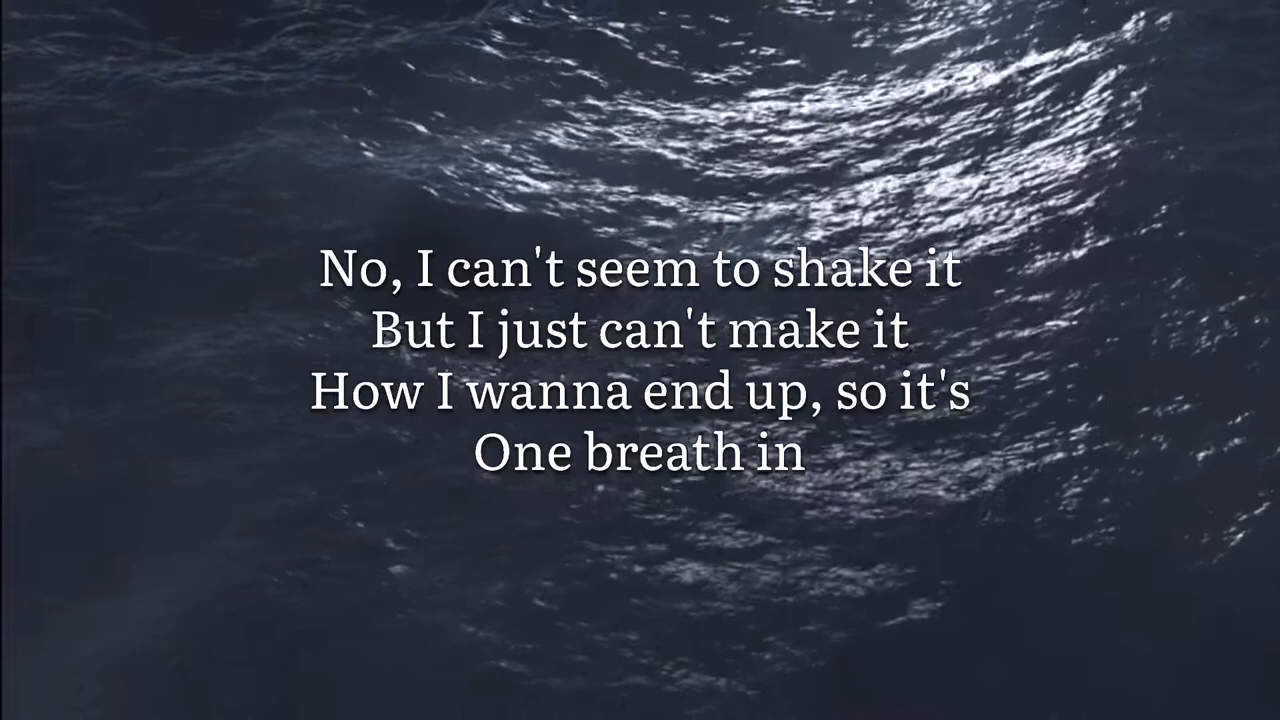 No, I can't seem to shake it
But I just can't make it
How I wanna end up, so it's
One breath in